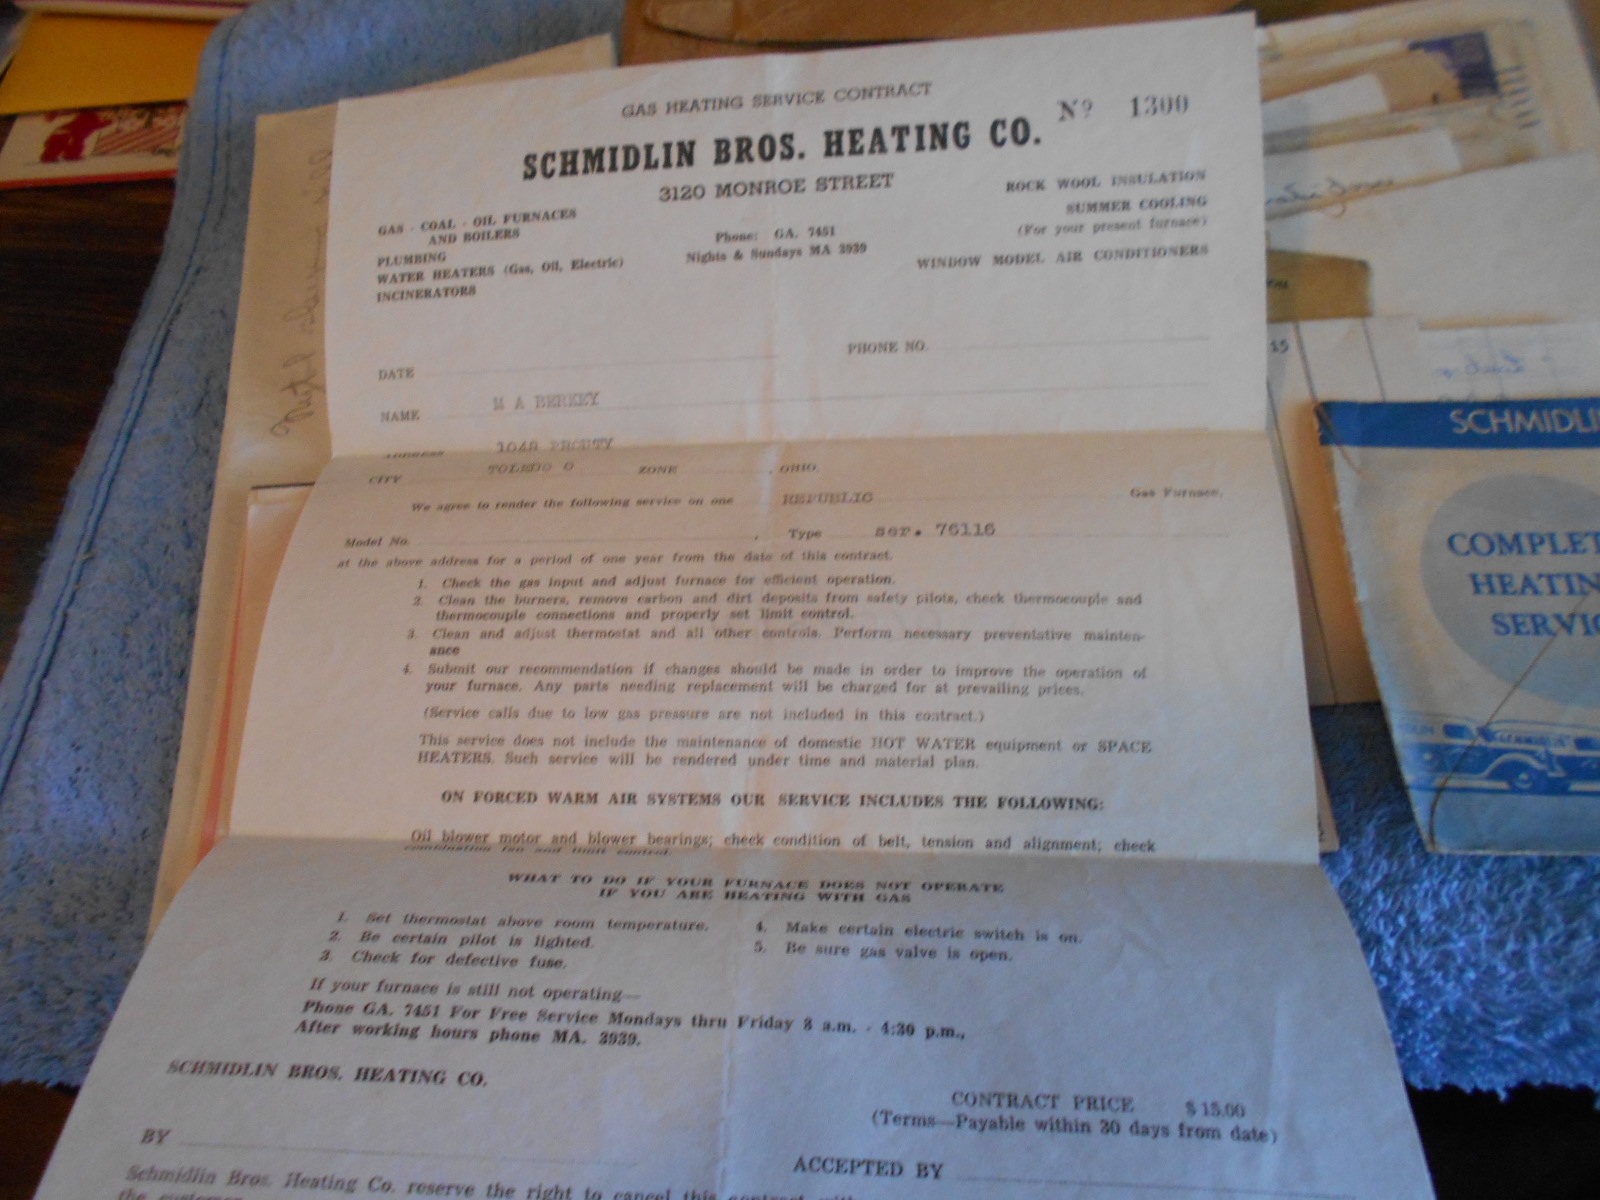 GAS HEATING SERVICE CONTRACT
Nº 1300
SCHMIDLIN BROS. HEATING CO.
3120 MONROE STREET
GAS - COAL - OIL FURNACES
AND BOILERS
PLUMBING
WATER HEATERS (Gas, Oil, Electric)
INCINERATORS
Phone: GA. 7451
Nights & Sundays MA 3939
ROCK WOOL INSULATION
SUMMER COOLING
(For your present furnace)
WINDOW MODEL AIR CONDITIONERS
DATE
PHONE NO.
NAME M A BERKEY
ADDRESS 1048 PROUTY
CITY TOLEDO O ZONE , OHIO.
We agree to render the following service on one REPUBLIC Gas Furnace,
Model No. , Type ser. 76116
at the above address for a period of one year from the date of this contract.
1. Check the gas input and adjust furnace for efficient operation.
2. Clean the burners, remove carbon and dirt deposits from safety pilots, check thermocouple and
thermocouple connections and properly set limit control.
3. Clean and adjust thermostat and all other controls. Perform necessary preventative mainten-
ance
4. Submit our recommendation if changes should be made in order to improve the operation of
your furnace. Any parts needing replacement will be charged for at prevailing prices.
(Service calls due to low gas pressure are not included in this contract.)
This service does not include the maintenance of domestic HOT WATER equipment or SPACE
HEATERS. Such service will be rendered under time and material plan.
ON FORCED WARM AIR SYSTEMS OUR SERVICE INCLUDES THE FOLLOWING:
Oil blower motor and blower bearings; check condition of belt, tension and alignment; check
combination fan and limit control.
WHAT TO DO IF YOUR FURNACE DOES NOT OPERATE
IF YOU ARE HEATING WITH GAS
1. Set thermostat above room temperature.
2. Be certain pilot is lighted.
3. Check for defective fuse.
4. Make certain electric switch is on.
5. Be sure gas valve is open.
If your furnace is still not operating—
Phone GA. 7451 For Free Service Mondays thru Friday 8 a.m. - 4:30 p.m.,
After working hours phone MA. 3939.
SCHMIDLIN BROS. HEATING CO.
CONTRACT PRICE $ 15.00
(Terms—Payable within 30 days from date)
BY
ACCEPTED BY
Schmidlin Bros. Heating Co. reserve the right to cancel this contract
the customer
15
SCHMIDLI
COMPLET
HEATIN
SERVIC